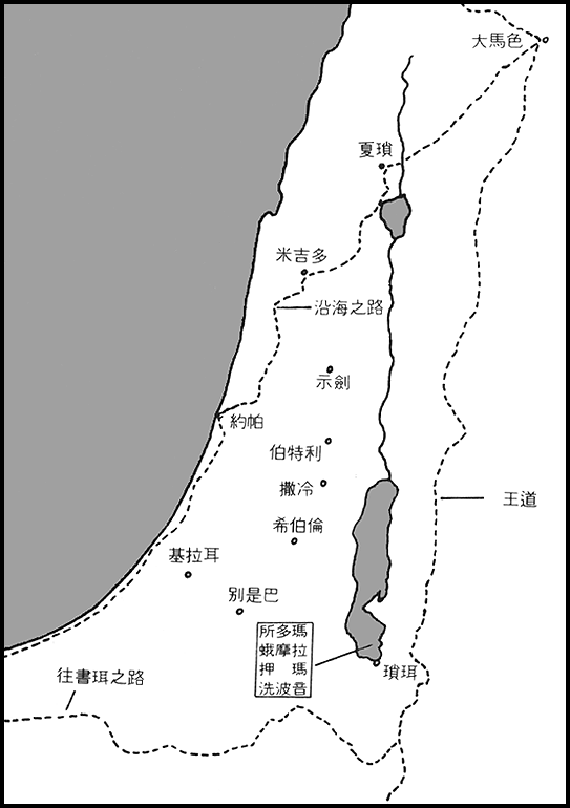 大馬色
夏瑣
米吉多
沿海之路
示劍
約帕
伯特利
撒冷
王道
希伯倫
基拉耳
別是巴
所多瑪
蛾摩拉
押瑪
洗波音
瑣珥
往書珥之路